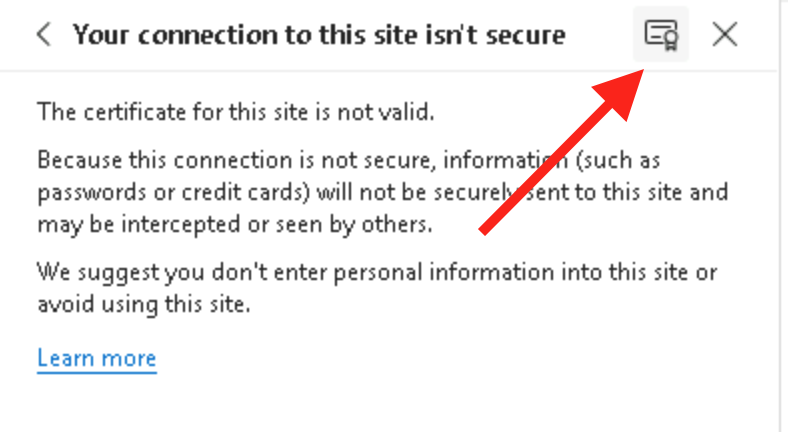 Your connection to this site isn't secure
The certificate for this site is not valid.
Because this connection is not secure, information (such as
passwords or credit cards) will not be securely sent to this site and
may be intercepted or seen by others.
We suggest you don't enter personal information into this site or
avoid using this site.
Learn more